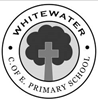 WHITEWATER
C. OF E. PRIMARY SCHOOL